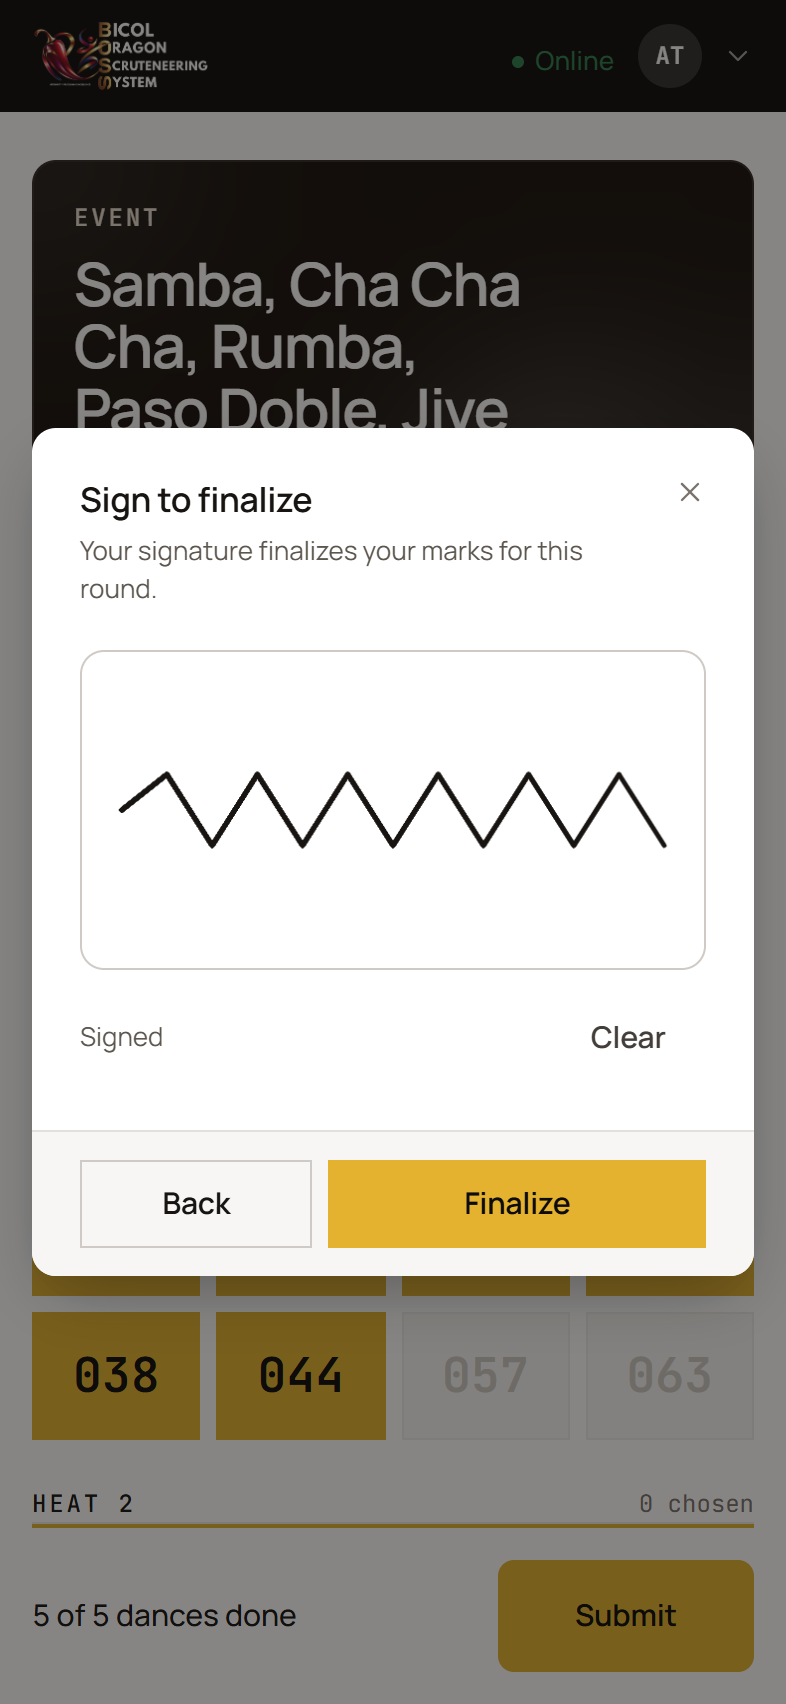 BICOL
DRAGON
SCRUTENEERING
SYSTEM
Online
AT
EVENT
Samba, Cha Cha
Cha, Rumba,
Paso Doble, Jive
Sign to finalize
Your signature finalizes your marks for this
round.
Signed
Clear
Back
Finalize
038
044
057
063
HEAT 2
0 chosen
5 of 5 dances done
Submit